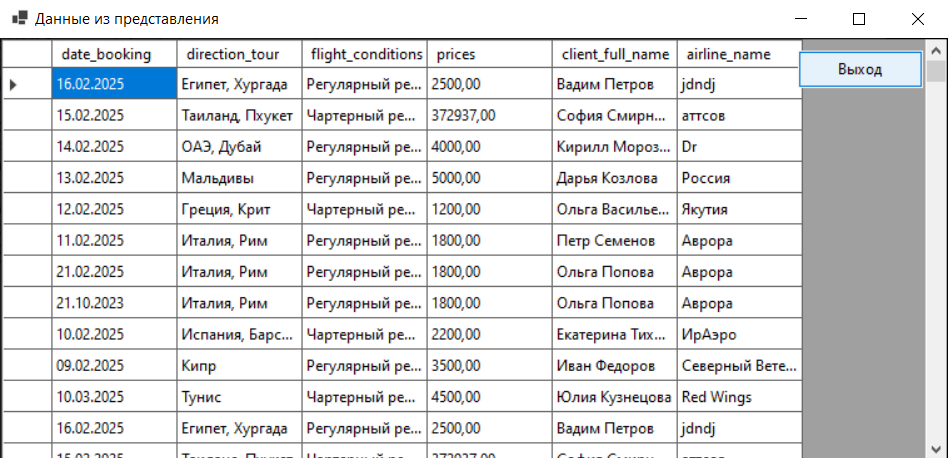 Данные из представления
date_booking direction_tour flight_conditions prices client_full_name airline_name
Выход
16.02.2025 Египет, Хургада Регулярный ре... 2500,00 Вадим Петров jdndj
15.02.2025 Таиланд, Пхукет Чартерный ре... 372937,00 София Смирн... аттсов
14.02.2025 ОАЭ, Дубай Регулярный ре... 4000,00 Кирилл Мороз... Dr
13.02.2025 Мальдивы Регулярный ре... 5000,00 Дарья Козлова Россия
12.02.2025 Греция, Крит Чартерный ре... 1200,00 Ольга Василье... Якутия
11.02.2025 Италия, Рим Регулярный ре... 1800,00 Петр Семенов Аврора
21.02.2025 Италия, Рим Регулярный ре... 1800,00 Ольга Попова Аврора
21.10.2023 Италия, Рим Регулярный ре... 1800,00 Ольга Попова Аврора
10.02.2025 Испания, Барс... Чартерный ре... 2200,00 Екатерина Тих... ИрАэро
09.02.2025 Кипр Регулярный ре... 3500,00 Иван Федоров Северный Вете...
10.03.2025 Тунис Чартерный ре... 4500,00 Юлия Кузнецова Red Wings
16.02.2025 Египет, Хургада Регулярный ре... 2500,00 Вадим Петров jdndj